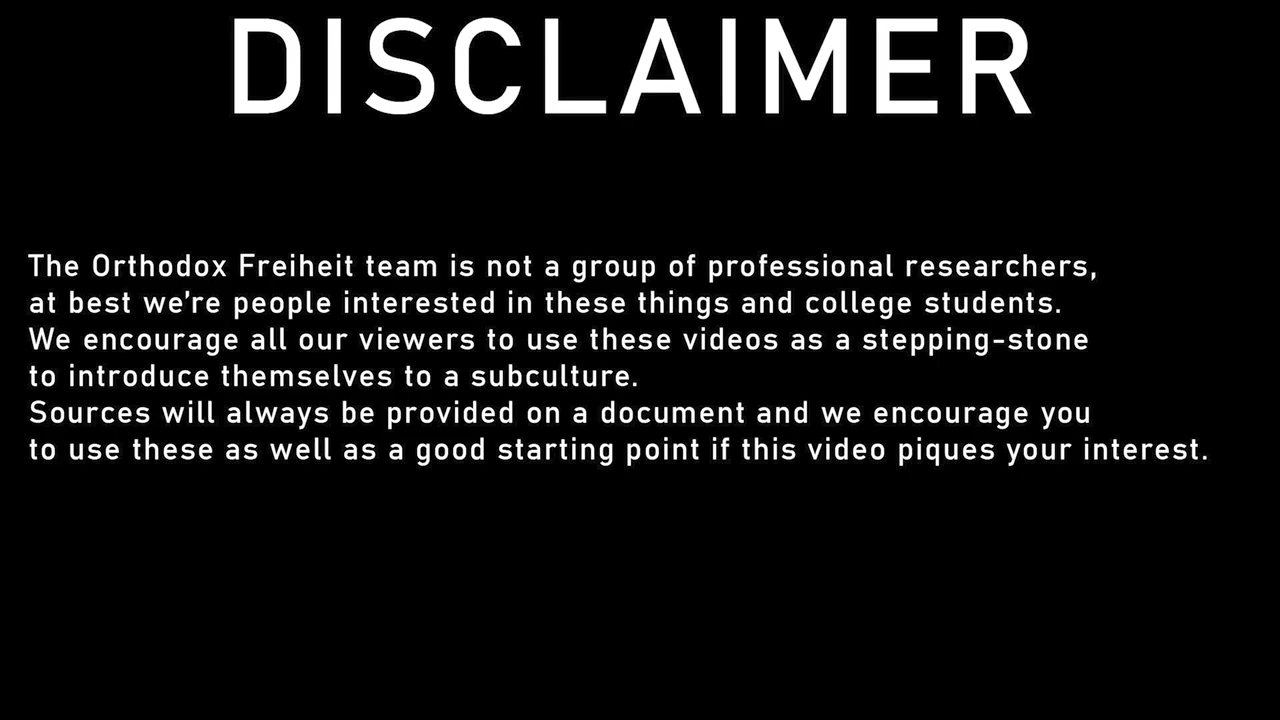 DISCLAIMER
The Orthodox Freiheit team is not a group of professional researchers,
at best we’re people interested in these things and college students.
We encourage all our viewers to use these videos as a stepping-stone
to introduce themselves to a subculture.
Sources will always be provided on a document and we encourage you
to use these as well as a good starting point if this video piques your interest.